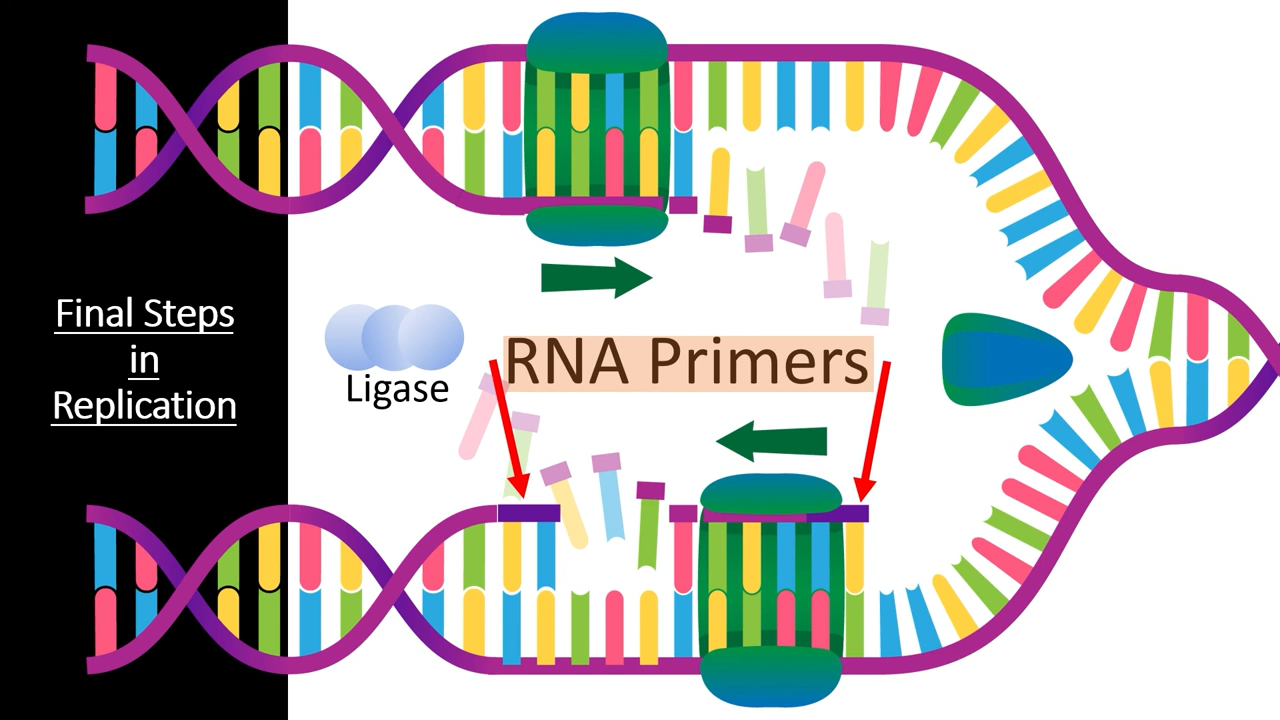 Final Steps
in
Replication
Ligase
RNA Primers